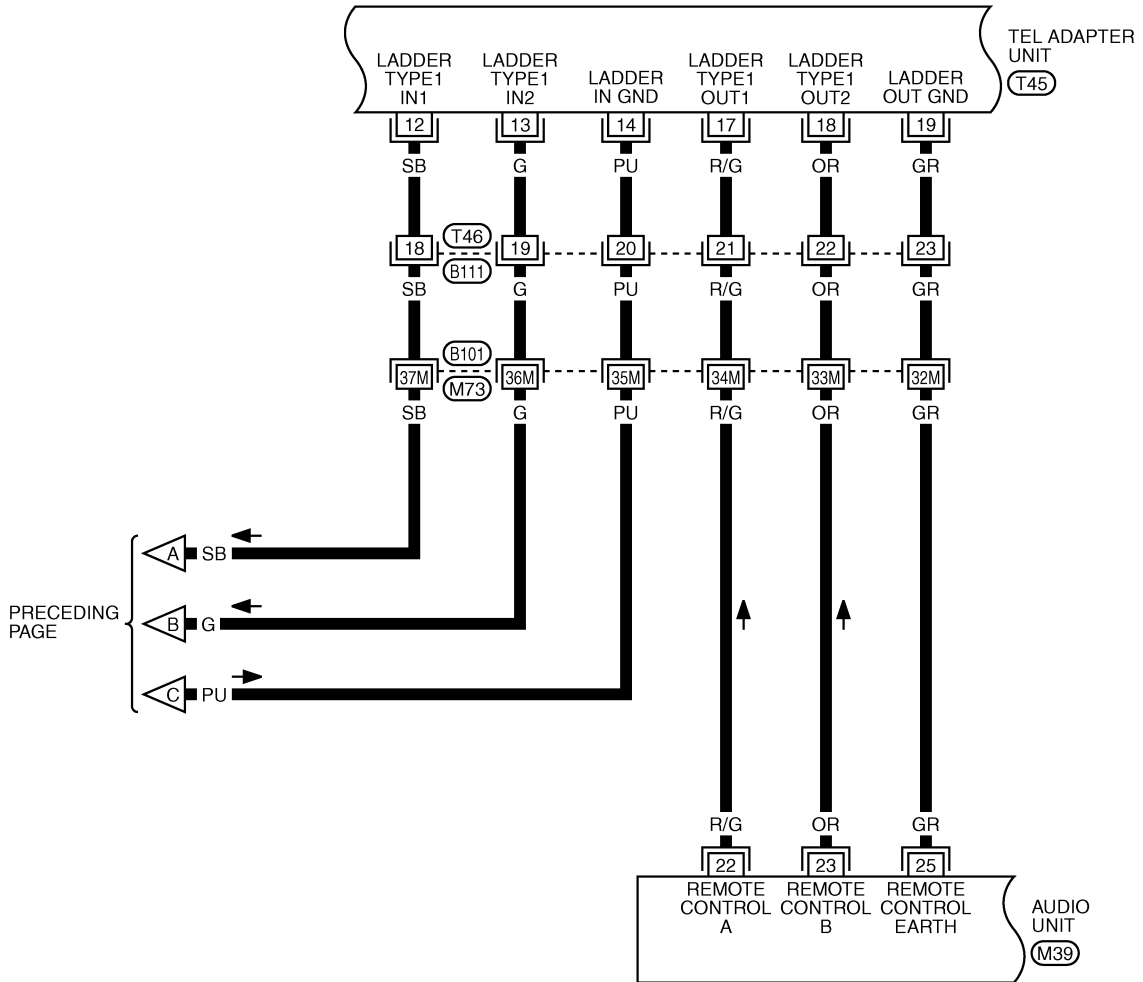 TEL ADAPTER
UNIT
T45
LADDER
TYPE1
IN1
LADDER
TYPE1
IN2
LADDER
IN GND
LADDER
TYPE1
OUT1
LADDER
TYPE1
OUT2
LADDER
OUT GND
12 13 14 17 18 19
SB G PU R/G OR GR
T46
18 19 20 21 22 23
B111
SB G PU R/G OR GR
B101
37M 36M 35M 34M 33M 32M
M73
SB G PU R/G OR GR
PRECEDING
PAGE
A SB
B G
C PU
R/G OR GR
22 23 25
REMOTE
CONTROL
A
REMOTE
CONTROL
B
REMOTE
CONTROL
EARTH
AUDIO
UNIT
M39